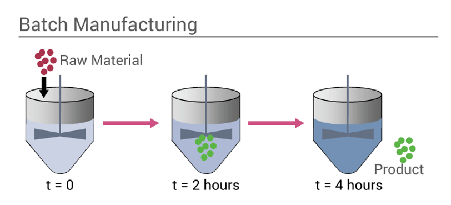 Batch Manufacturing
Raw Material
Product
t = 0
t = 2 hours
t = 4 hours